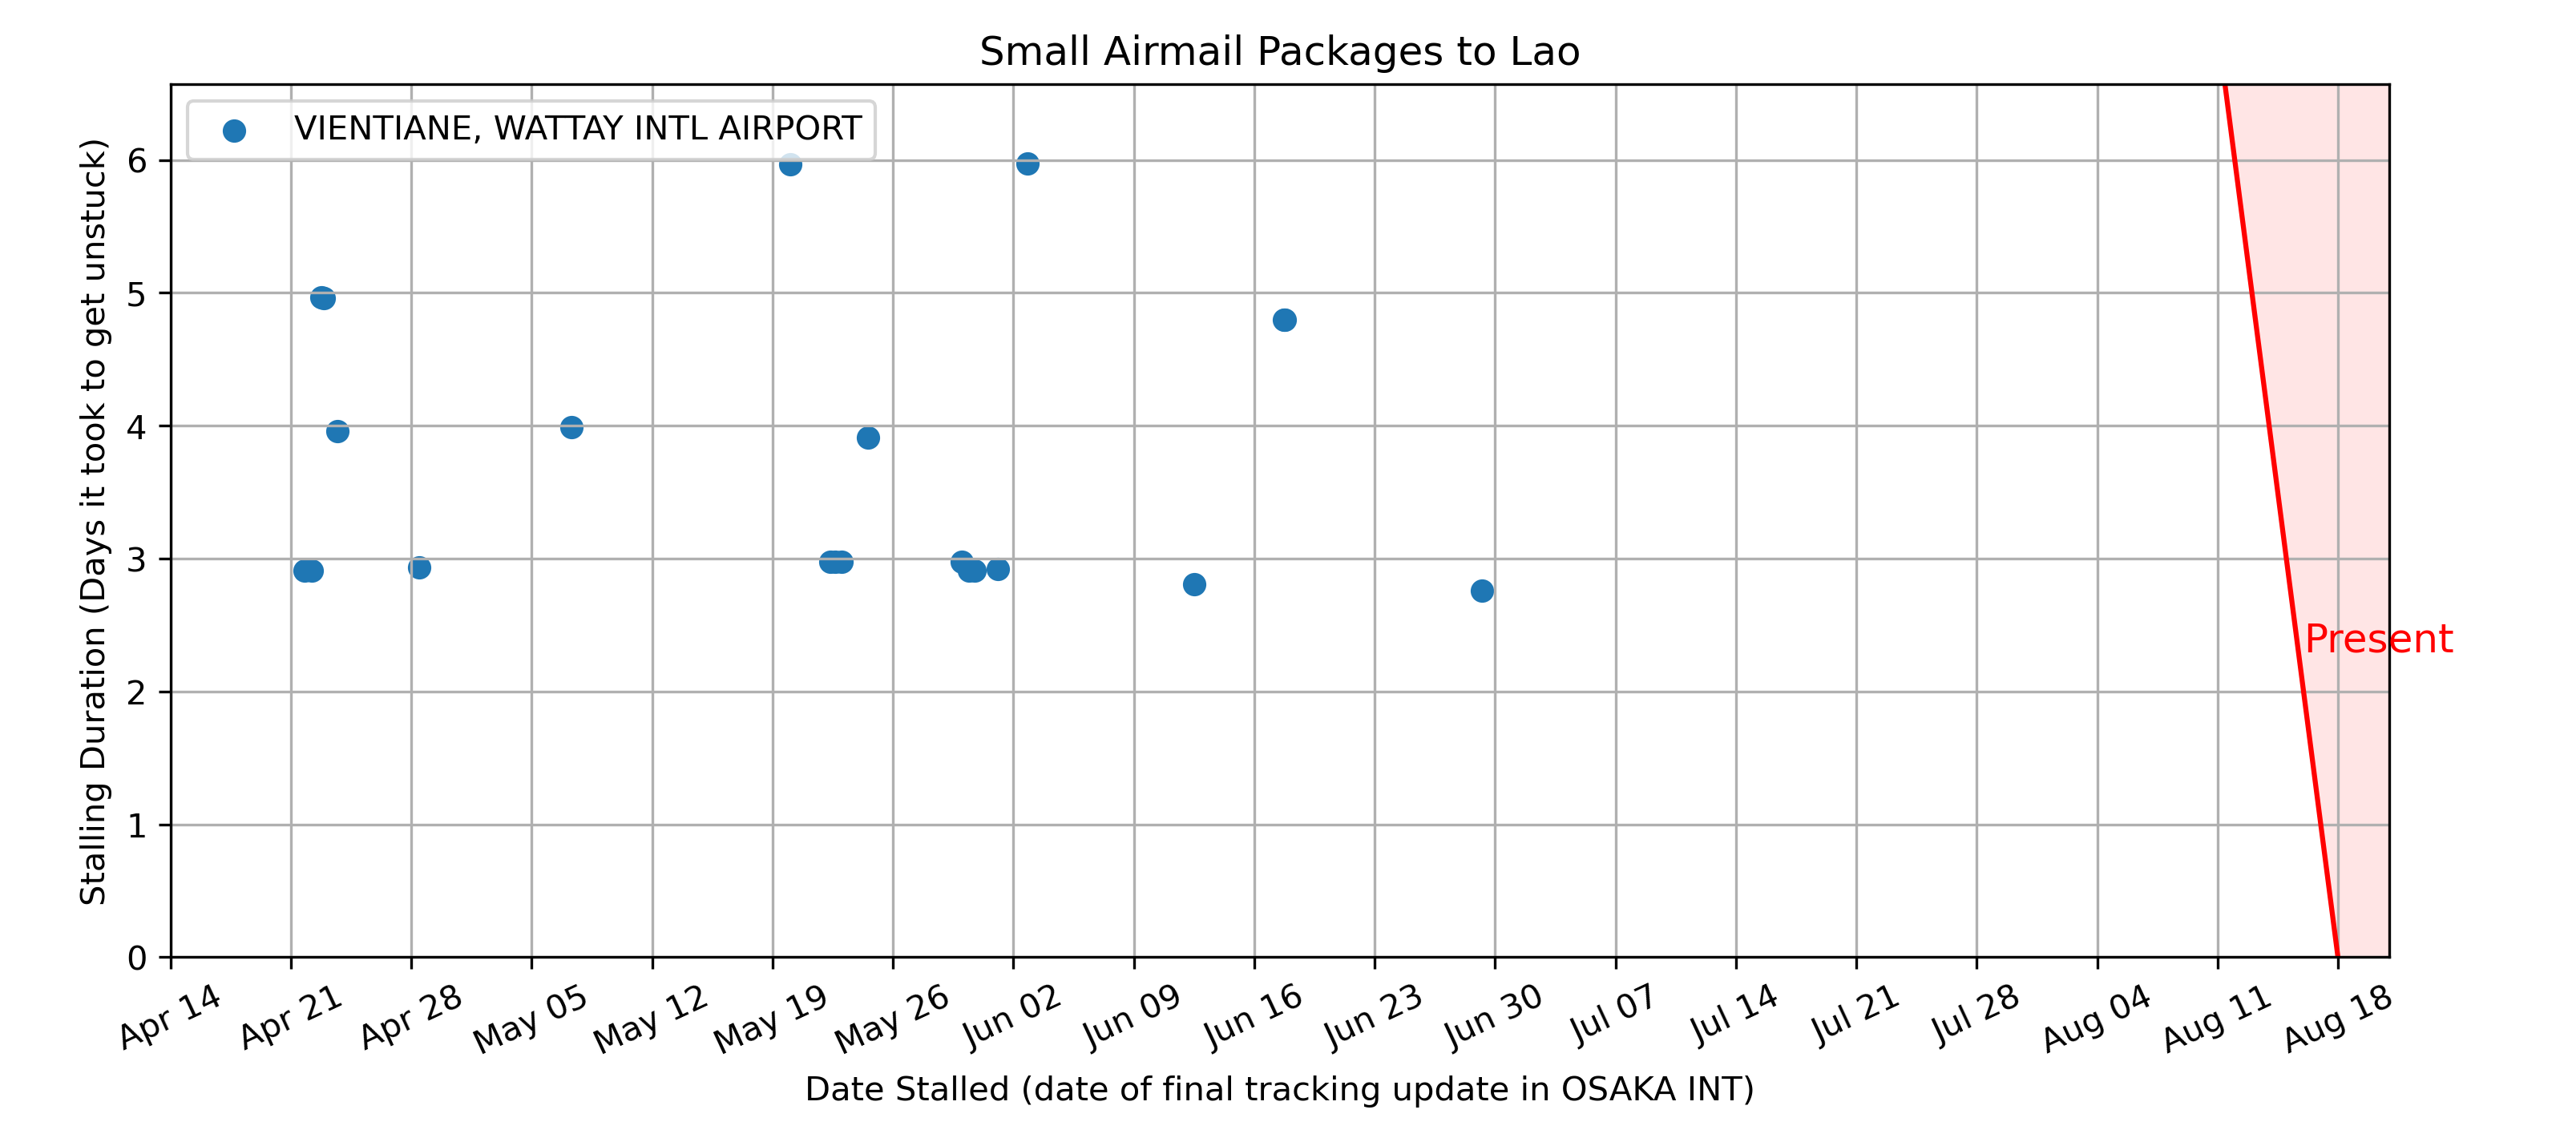 Small Airmail Packages to Lao
VIENTIANE, WATTAY INTL AIRPORT
Stalling Duration (Days it took to get unstuck)
6
5
4
3
2
1
0
Present
Apr 14
Apr 21
Apr 28
May 05
May 12
May 19
May 26
Jun 02
Jun 09
Jun 16
Jun 23
Jun 30
Jul 07
Jul 14
Jul 21
Jul 28
Aug 04
Aug 11
Aug 18
Date Stalled (date of final tracking update in OSAKA INT)